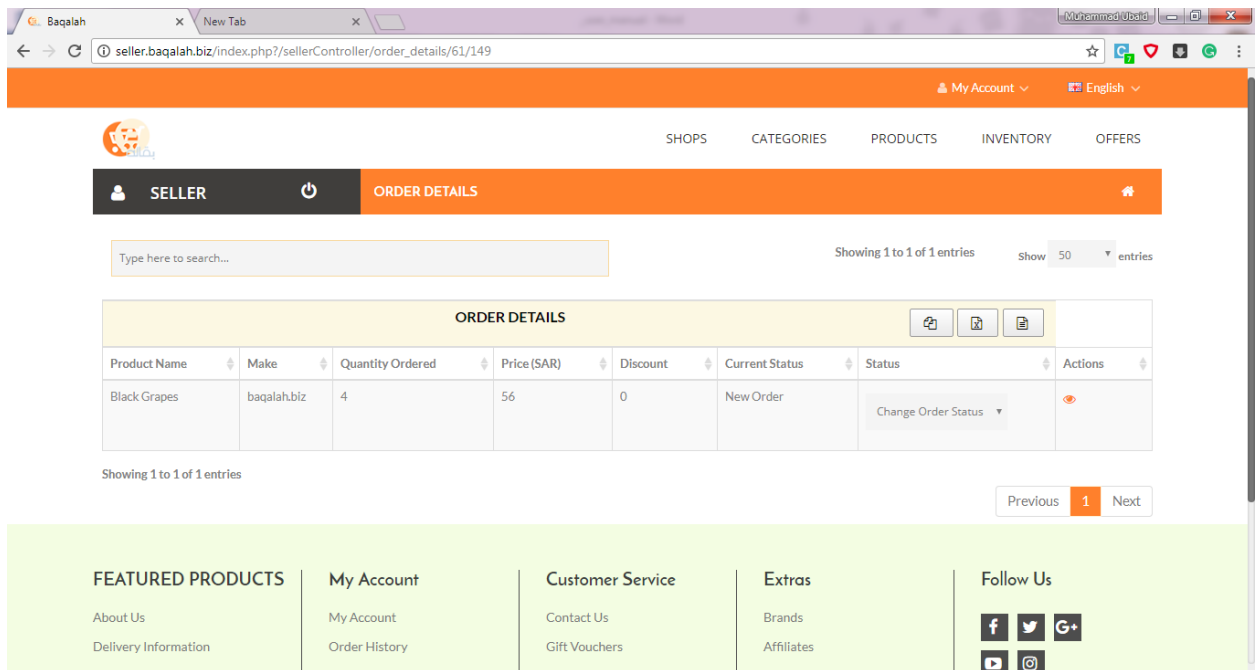 Baqalah
New Tab
Muhammad Ubaid
seller.baqalah.biz/index.php?/sellerController/order_details/61/149
7
My Account
English
بقالة
SHOPS CATEGORIES PRODUCTS INVENTORY OFFERS
SELLER
ORDER DETAILS
Type here to search...
Showing 1 to 1 of 1 entries
Show 50 entries
ORDER DETAILS
Product Name Make Quantity Ordered Price (SAR) Discount Current Status Status Actions
Black Grapes baqalah.biz 4 56 0 New Order Change Order Status
Showing 1 to 1 of 1 entries
Previous 1 Next
FEATURED PRODUCTS My Account Customer Service Extras Follow Us
About Us My Account Contact Us Brands
Delivery Information Order History Gift Vouchers Affiliates